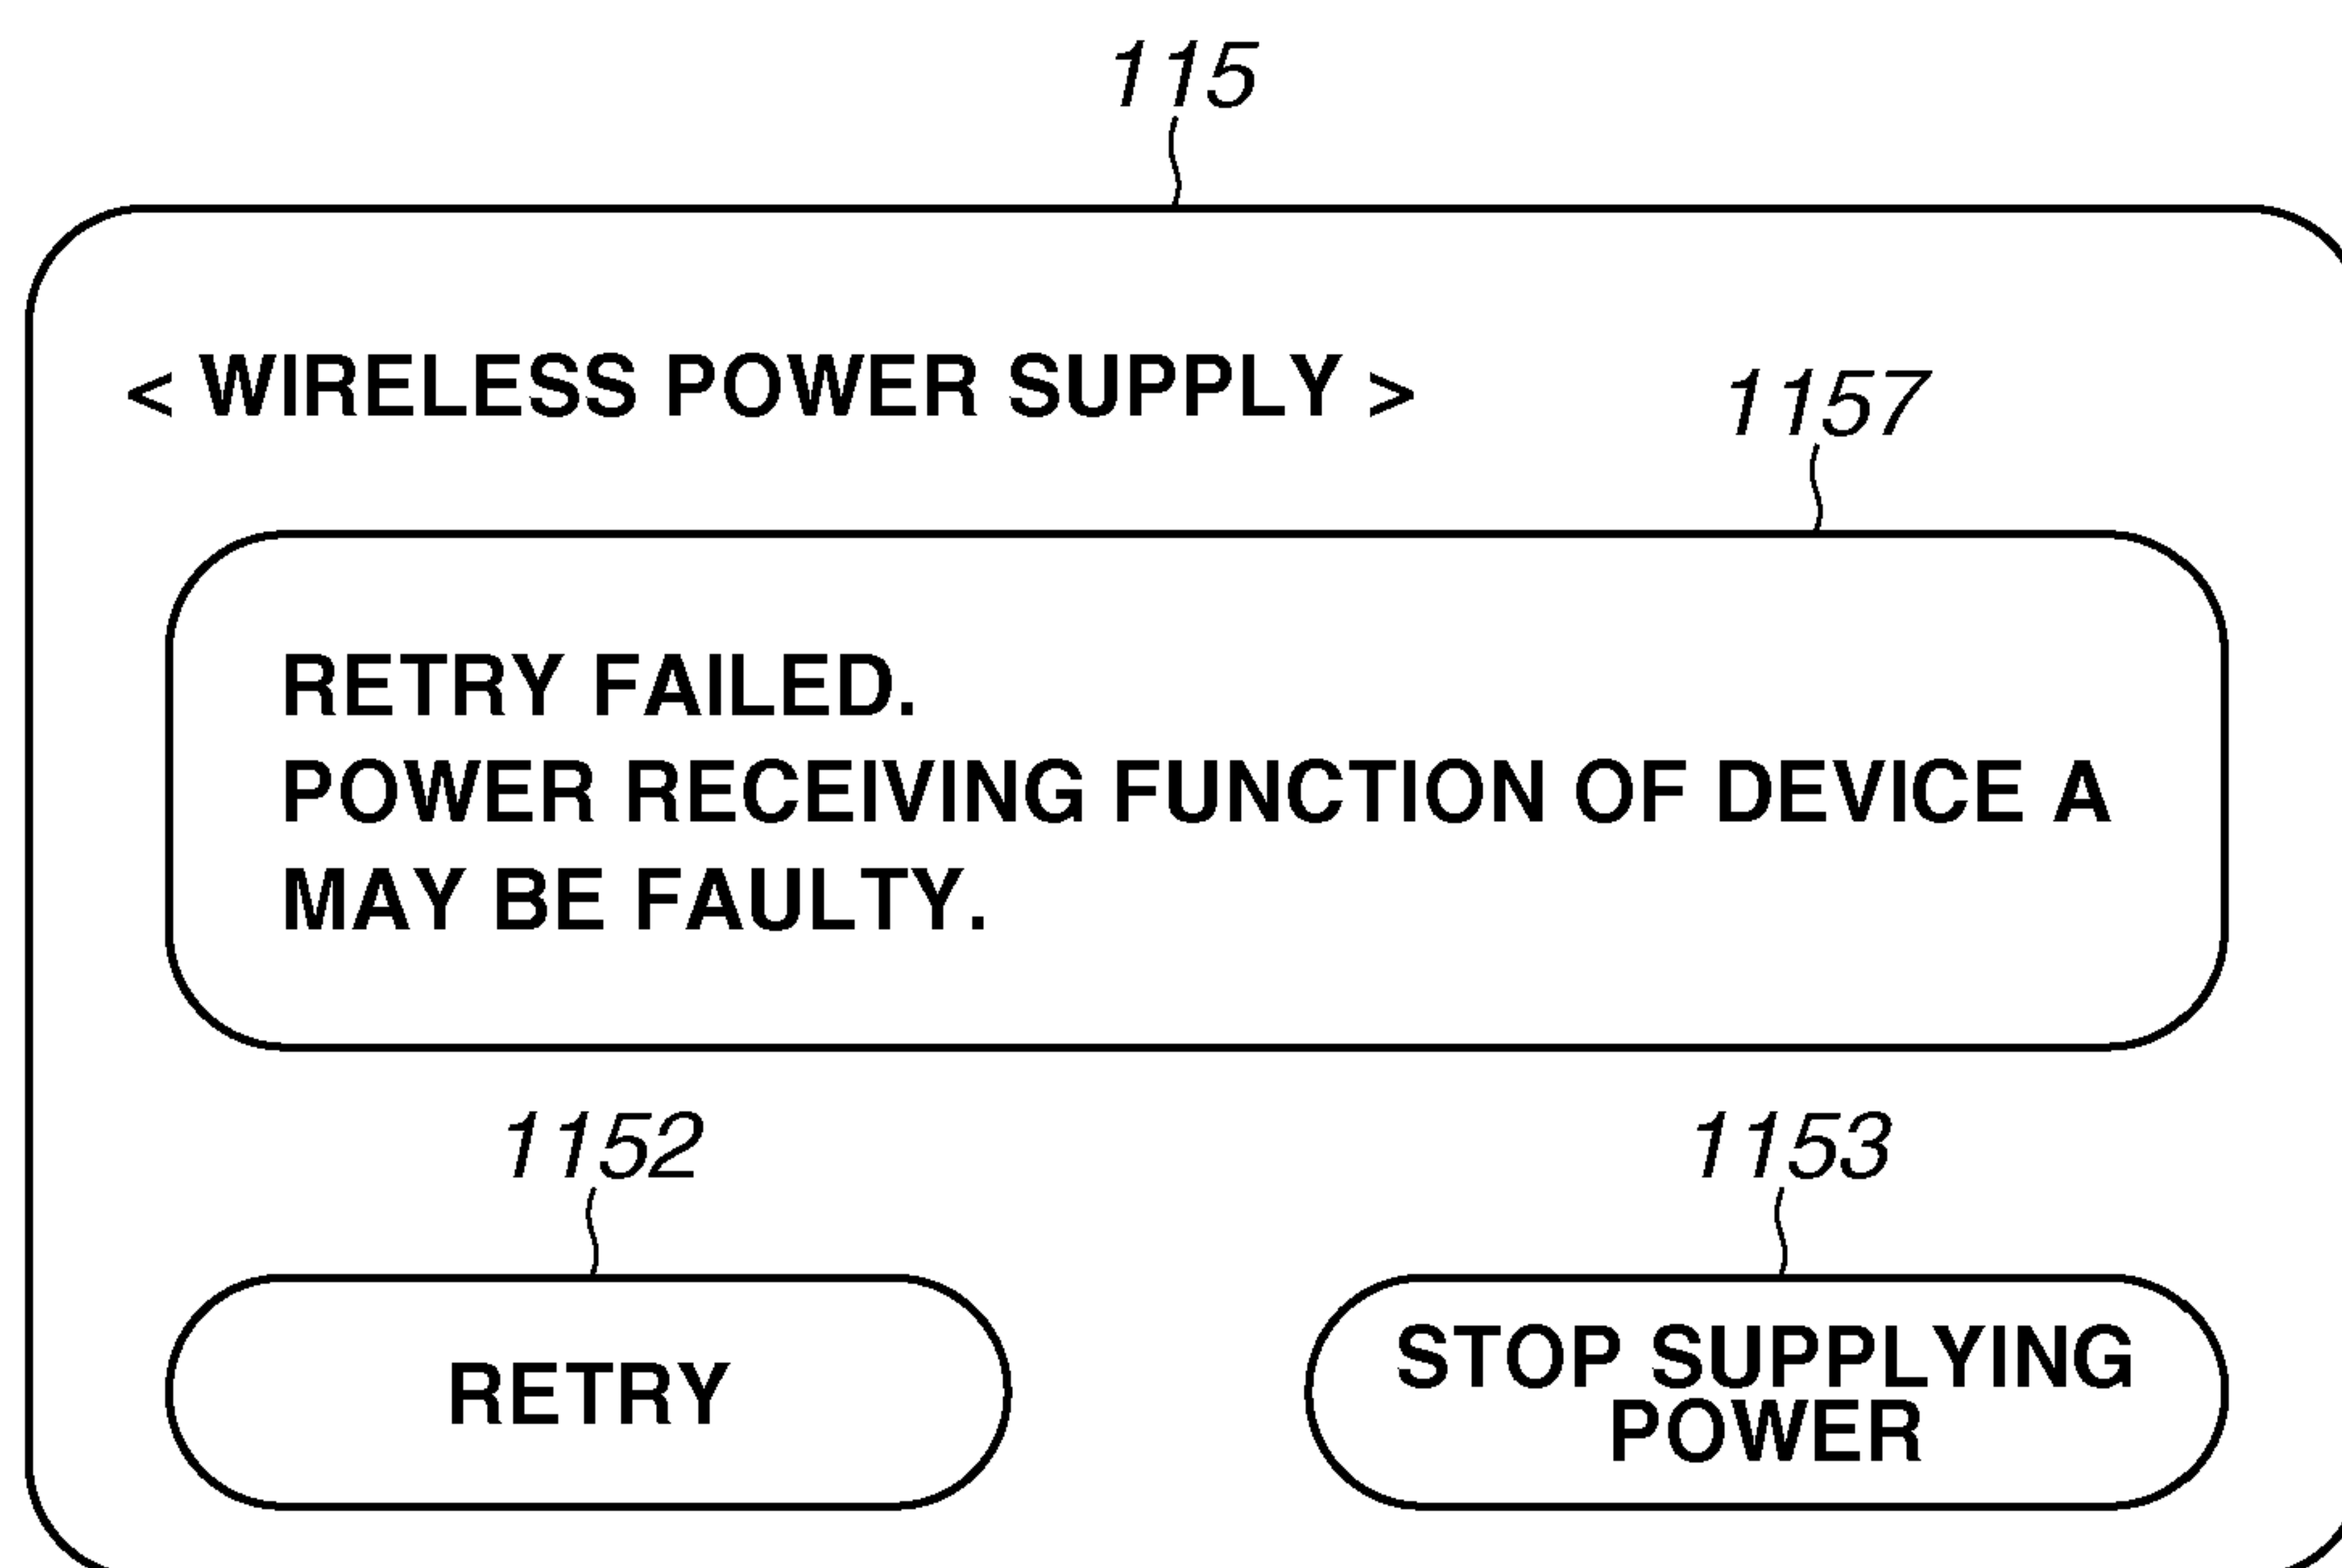 115
< WIRELESS POWER SUPPLY >
1157
RETRY FAILED.
POWER RECEIVING FUNCTION OF DEVICE A
MAY BE FAULTY.
1152
1153
RETRY
STOP SUPPLYING
POWER